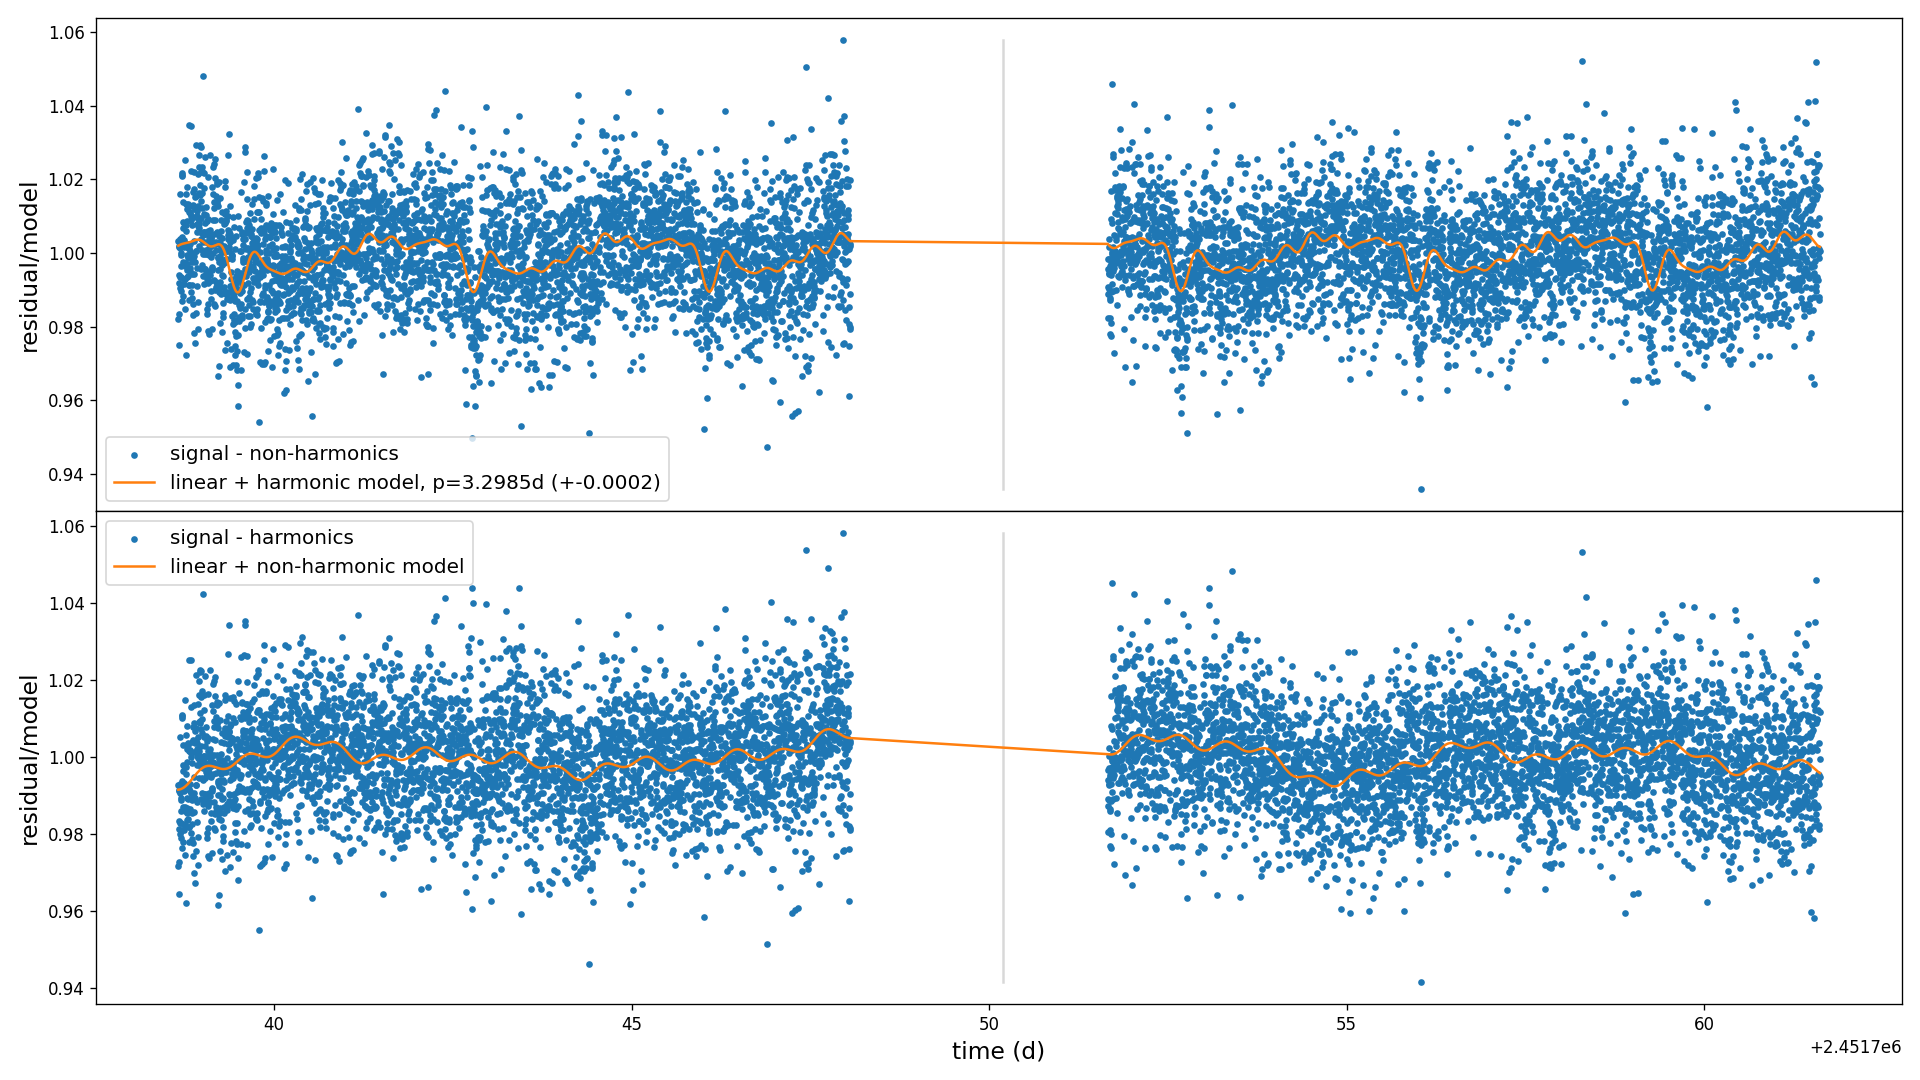 1.06
1.04
1.02
1.00
0.98
0.96
0.94
residual/model
signal - non-harmonics
linear + harmonic model, p=3.2985d (+-0.0002)
1.06
1.04
1.02
1.00
0.98
0.96
0.94
residual/model
signal - harmonics
linear + non-harmonic model
40
45
50
55
60
time (d)
+2.4517e6